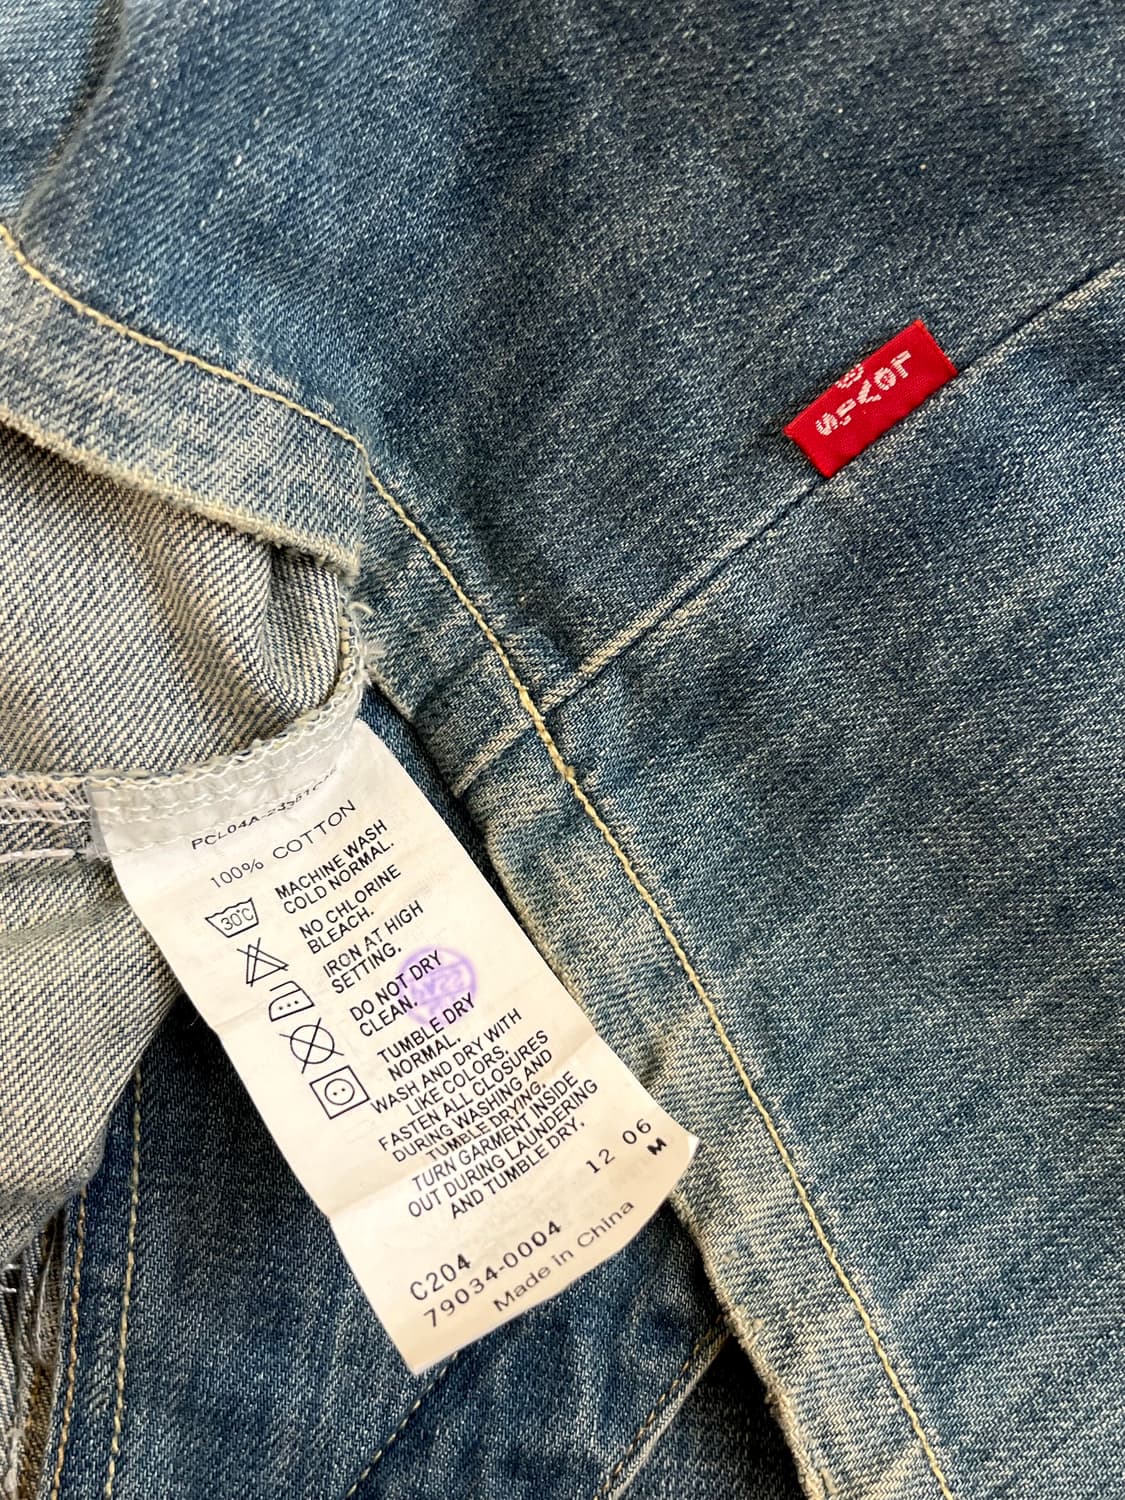 LEVI'S
®
100% COTTON
30°C
MACHINE WASH
COLD NORMAL.
NO CHLORINE
BLEACH.
IRON AT HIGH
SETTING.
DO NOT DRY
CLEAN.
TUMBLE DRY
NORMAL.
WASH AND DRY WITH
LIKE COLORS.
FASTEN ALL CLOSURES
DURING WASHING AND
TUMBLE DRYING.
TURN GARMENT INSIDE
OUT DURING LAUNDERING
AND TUMBLE DRY.
12 06
M
C204
79034-0004
Made in China